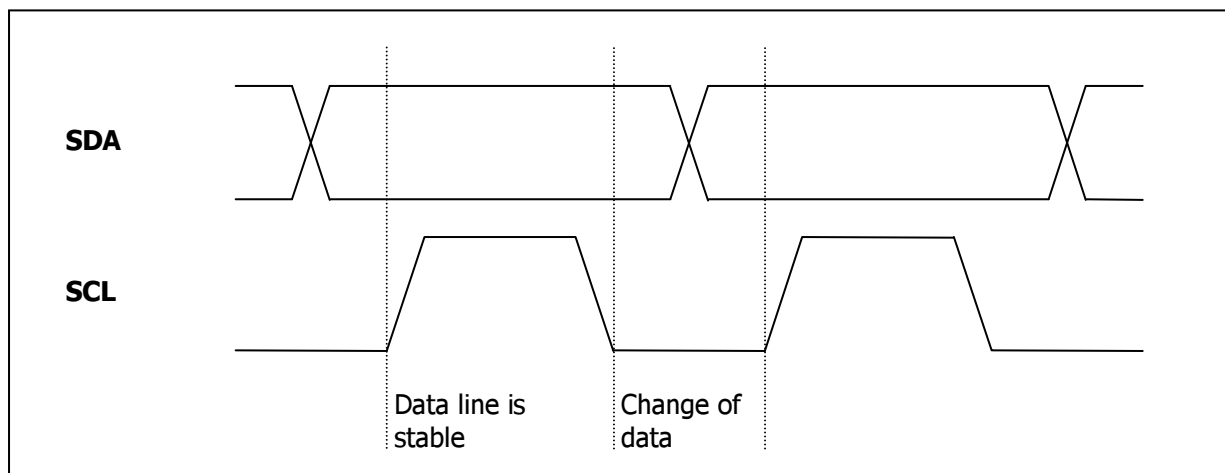 SDA
SCL
Data line is
stable
Change of
data